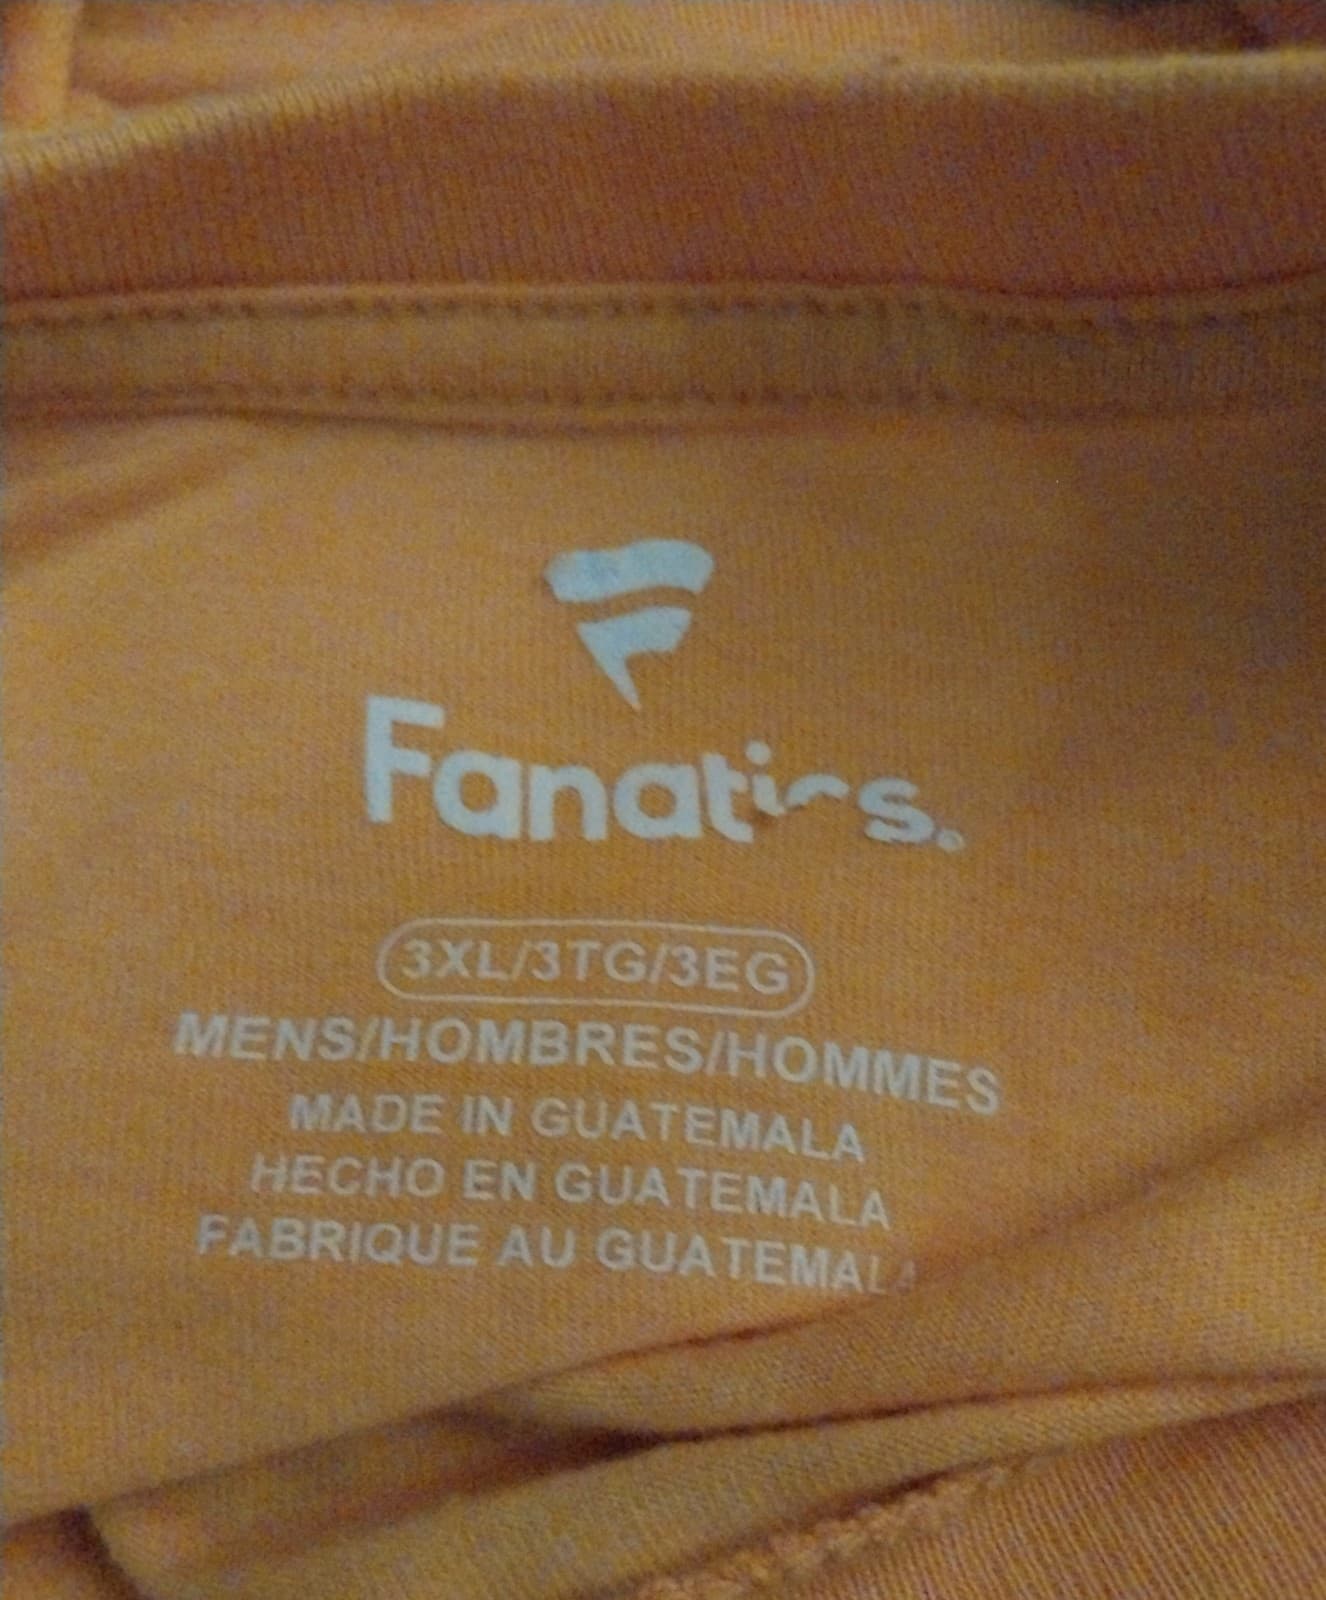 Fanatics.
3XL/3TG/3EG
MENS/HOMBRES/HOMMES
MADE IN GUATEMALA
HECHO EN GUATEMALA
FABRIQUE AU GUATEMALA